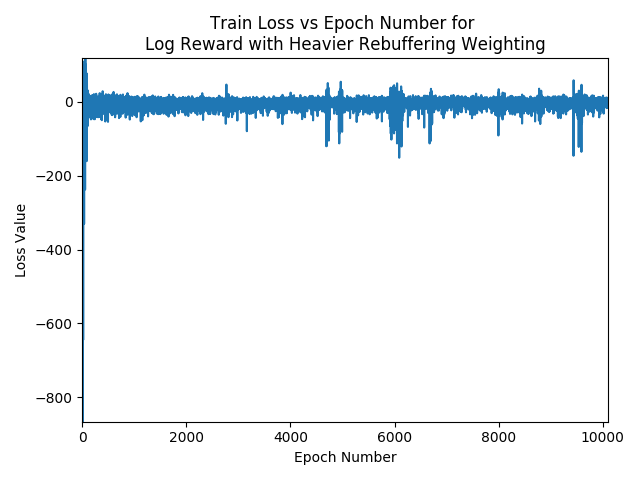 Train Loss vs Epoch Number for
Log Reward with Heavier Rebuffering Weighting
0
−200
−400
−600
−800
Loss Value
0 2000 4000 6000 8000 10000
Epoch Number